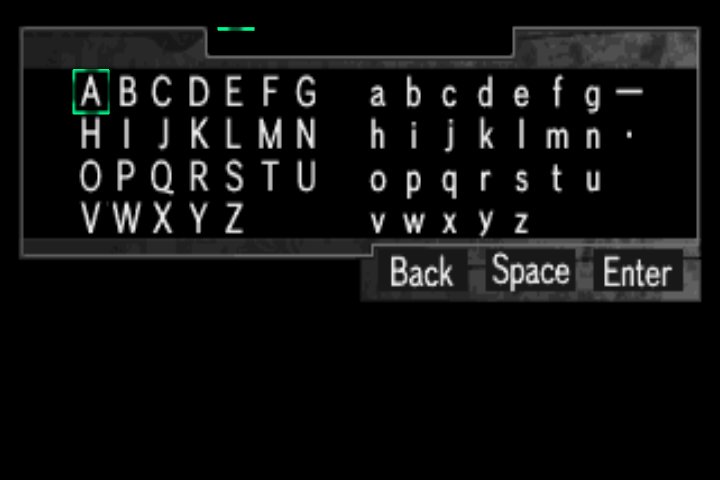 A B C D E F G a b c d e f g —
H I J K L M N h i j k l m n ·
O P Q R S T U o p q r s t u
V W X Y Z v w x y z
Back Space Enter